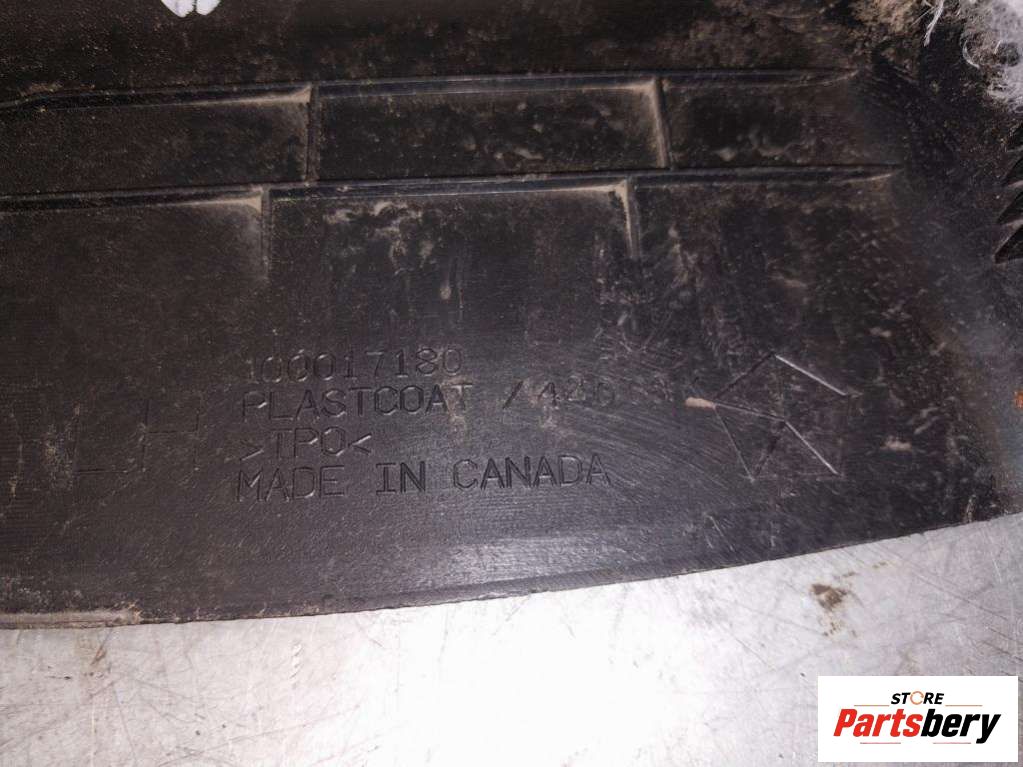 100017180
PLASTCOAT /
>TPO<
MADE IN CANADA
STORE
Partsbery